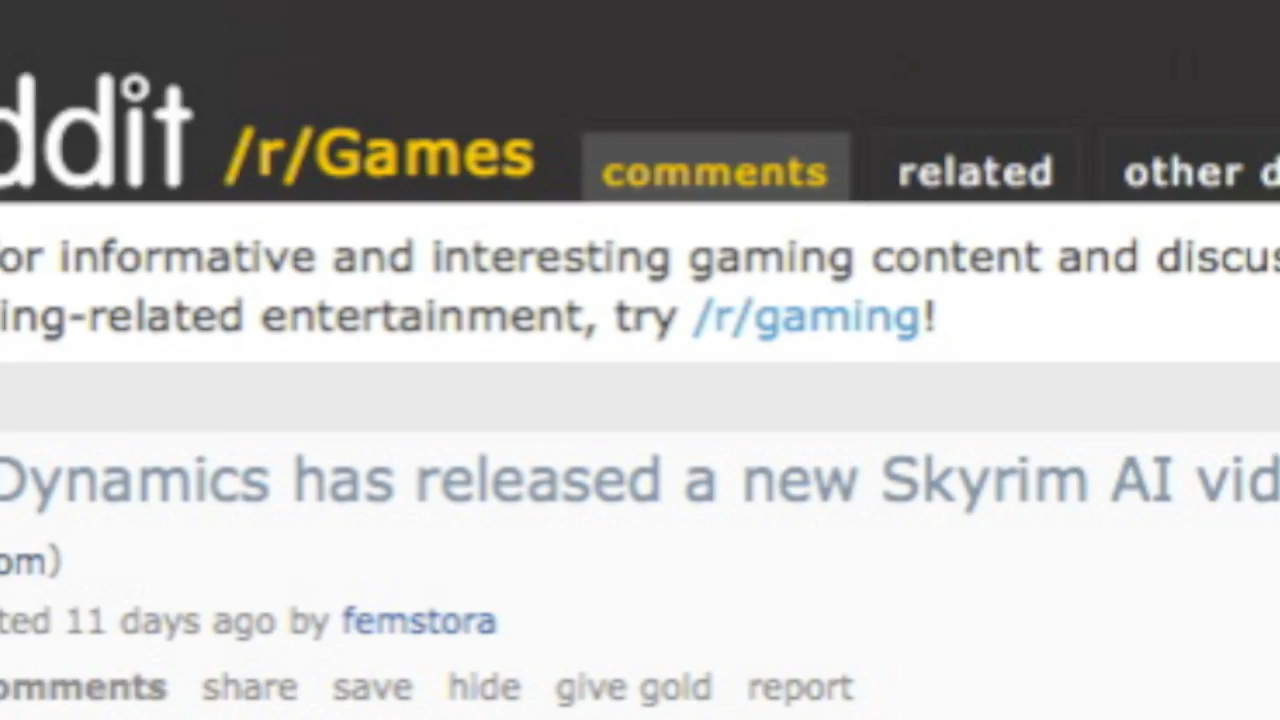 ddit /r/Games comments related other d
or informative and interesting gaming content and discus
ing-related entertainment, try /r/gaming!
Dynamics has released a new Skyrim AI vid
om)
ted 11 days ago by femstora
omments share save hide give gold report